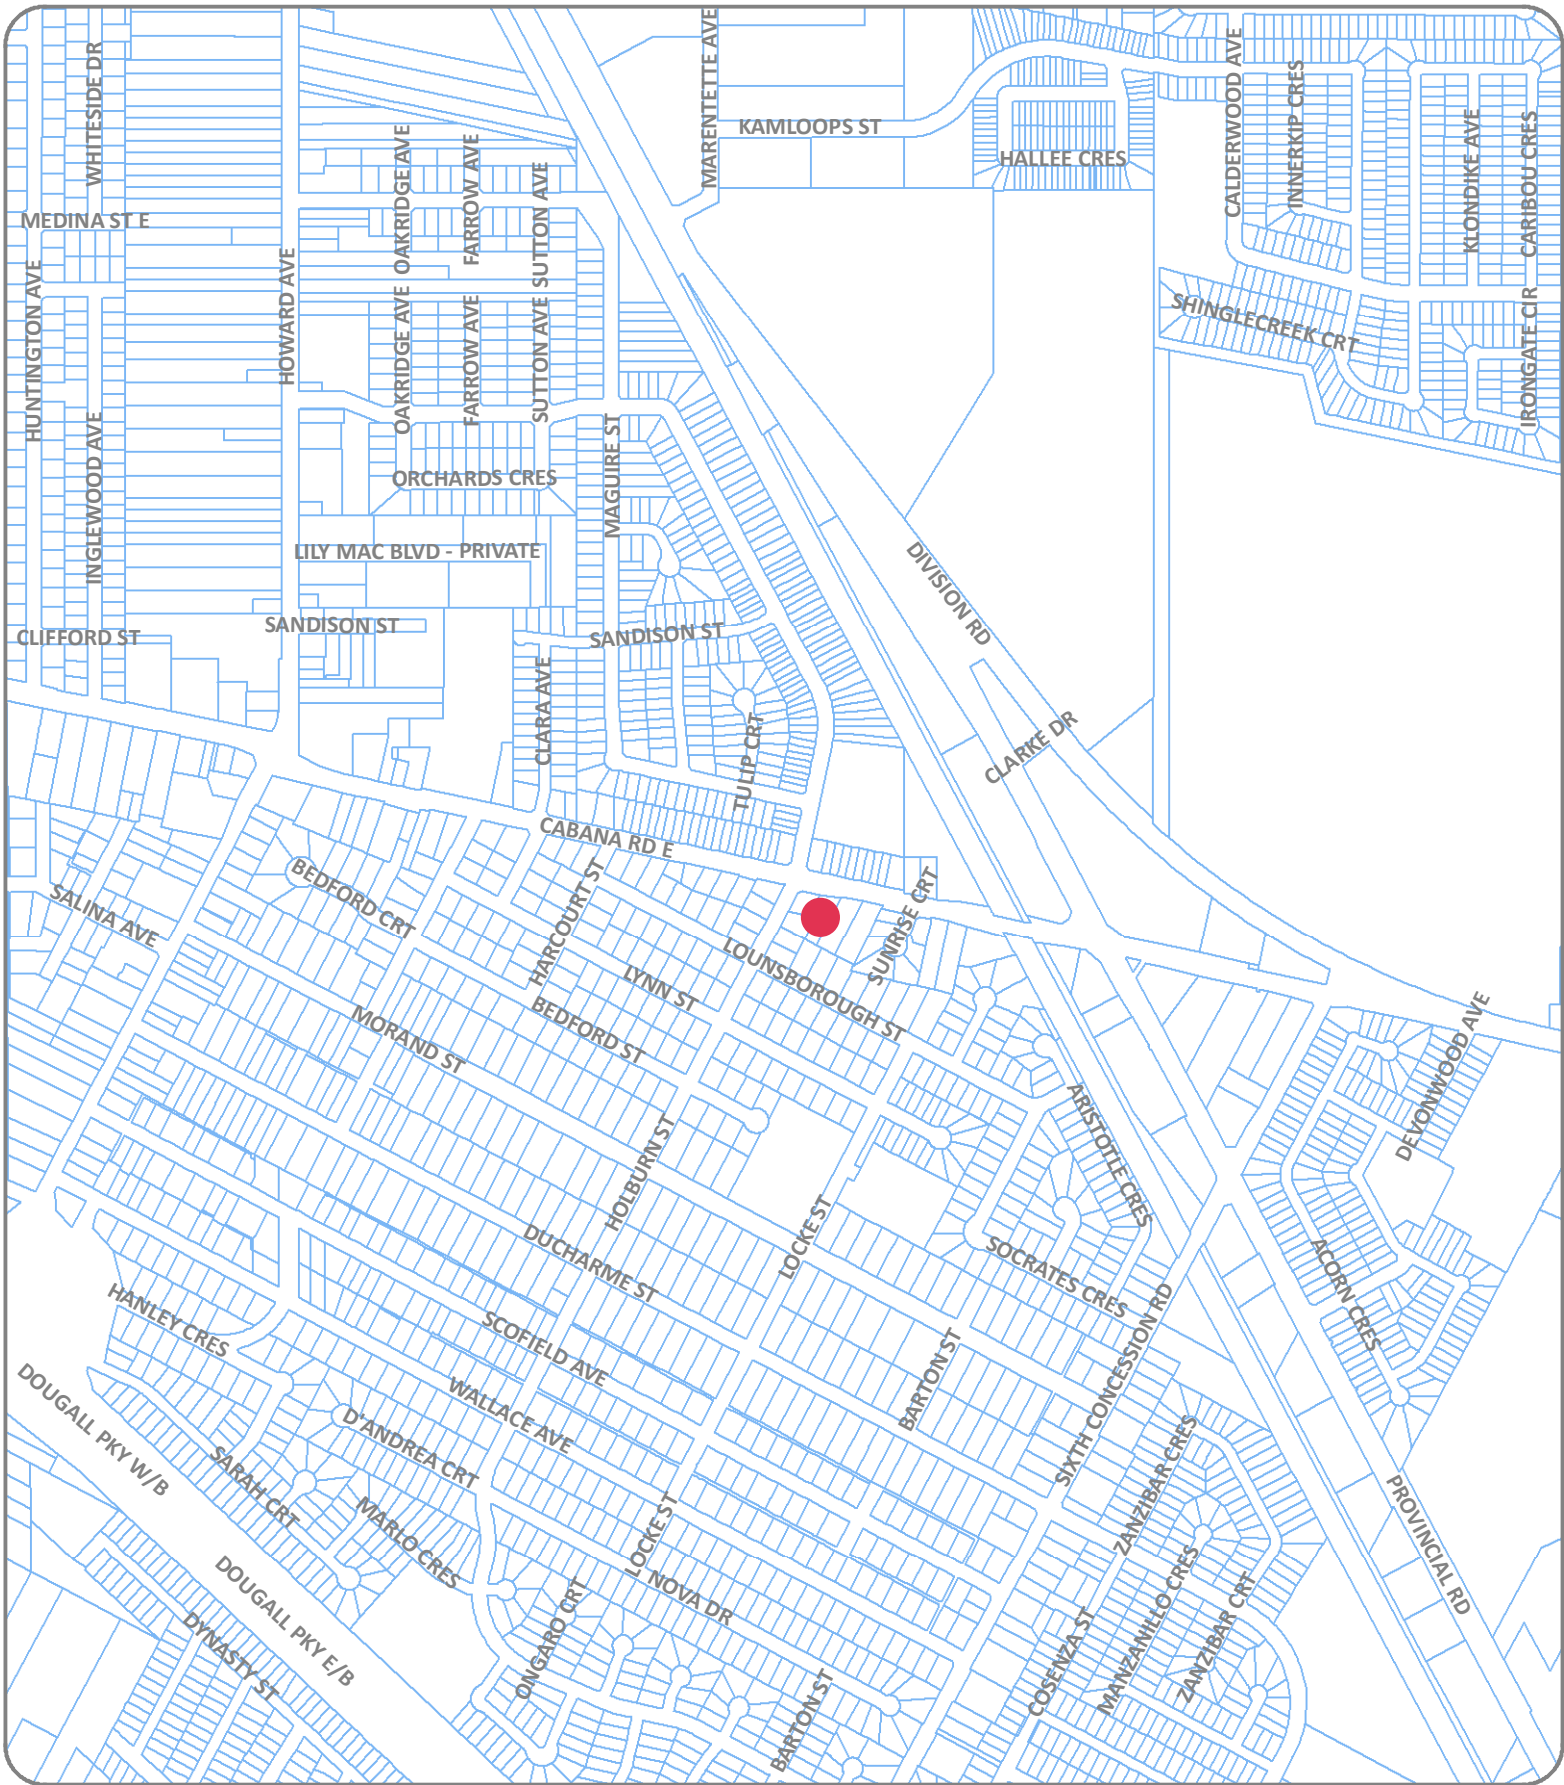 WHITESIDE DR
MARENTETTE AVE
CALDERWOOD AVE
INNERKIP CRES
KLONDIKE AVE
CARIBOU CRES
KAMLOOPS ST
HALLEE CRES
OAKRIDGE AVE
FARROW AVE
SUTTON AVE
MEDINA ST E
HUNTINGTON AVE
HOWARD AVE
OAKRIDGE AVE
FARROW AVE
SUTTON AVE
SHINGLECREEK CRT
IRONGATE CIR
INGLEWOOD AVE
MAGUIRE ST
ORCHARDS CRES
LILY MAC BLVD - PRIVATE
DIVISION RD
CLIFFORD ST
SANDISON ST
SANDISON ST
CLARA AVE
TULIP CRT
CLARKE DR
CABANA RD E
BEDFORD CRT
SALINA AVE
HARCOURT ST
SUNRISE CRT
LOUNSBOROUGH ST
LYNN ST
BEDFORD ST
MORAND ST
DEVONWOOD AVE
ARISTOTLE CRES
HOLBURN ST
LOCKE ST
DUCHARME ST
SOCRATES CRES
ACORN CRES
HANLEY CRES
SCOFIELD AVE
SIXTH CONCESSION RD
BARTON ST
WALLACE AVE
DOUGALL PKY W/B
D'ANDREA CRT
SARAH CRT
ZANZIBAR CRES
MARLO CRES
LOCKE ST
PROVINCIAL RD
DOUGALL PKY E/B
NOVA DR
ONGARO CRT
MANZANILLO CRES
ZANZIBAR CRT
COSENZA ST
DYNASTY ST
BARTON ST